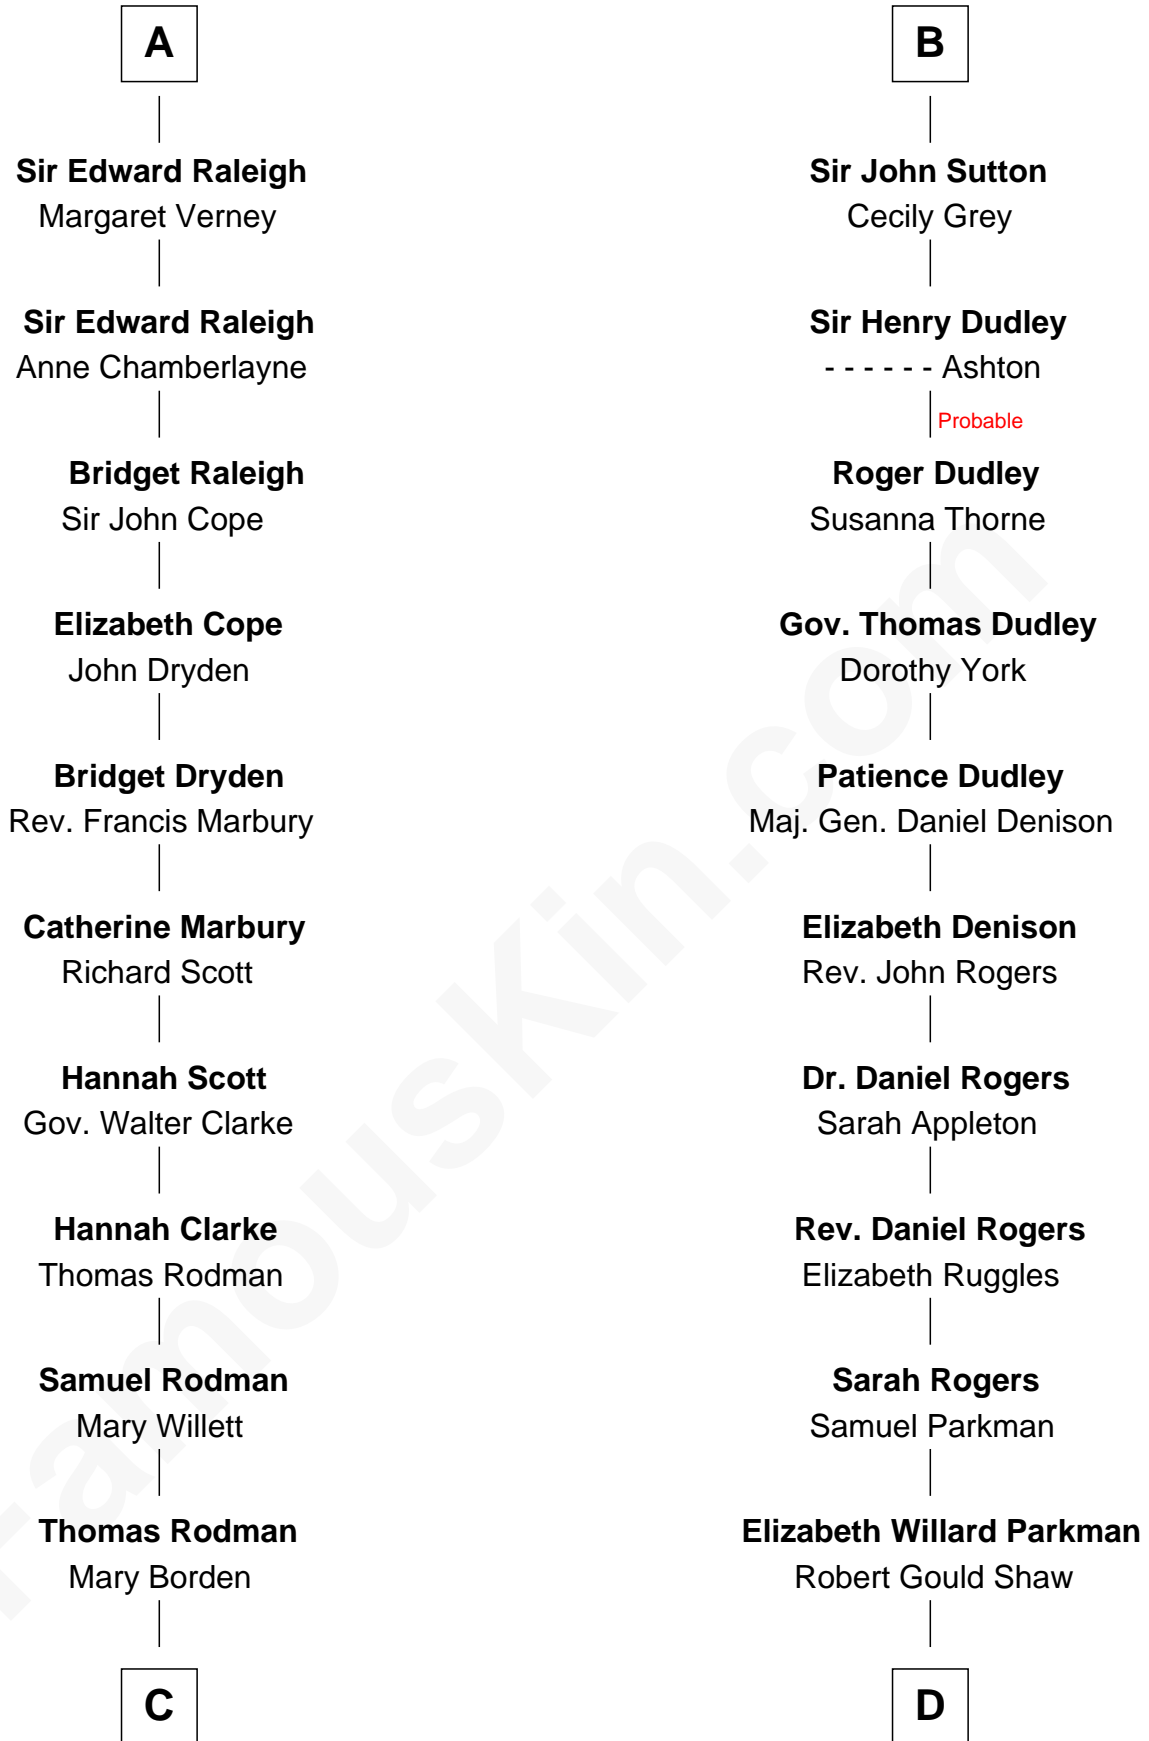 A
Sir Edward Raleigh
Margaret Verney
Sir Edward Raleigh
Anne Chamberlayne
Bridget Raleigh
Sir John Cope
Elizabeth Cope
John Dryden
Bridget Dryden
Rev. Francis Marbury
Catherine Marbury
Richard Scott
Hannah Scott
Gov. Walter Clarke
Hannah Clarke
Thomas Rodman
Samuel Rodman
Mary Willett
Thomas Rodman
Mary Borden
C
B
Sir John Sutton
Cecily Grey
Sir Henry Dudley
- - - - - - Ashton
Probable
Roger Dudley
Susanna Thorne
Gov. Thomas Dudley
Dorothy York
Patience Dudley
Maj. Gen. Daniel Denison
Elizabeth Denison
Rev. John Rogers
Dr. Daniel Rogers
Sarah Appleton
Rev. Daniel Rogers
Elizabeth Ruggles
Sarah Rogers
Samuel Parkman
Elizabeth Willard Parkman
Robert Gould Shaw
D
FamousKin.com